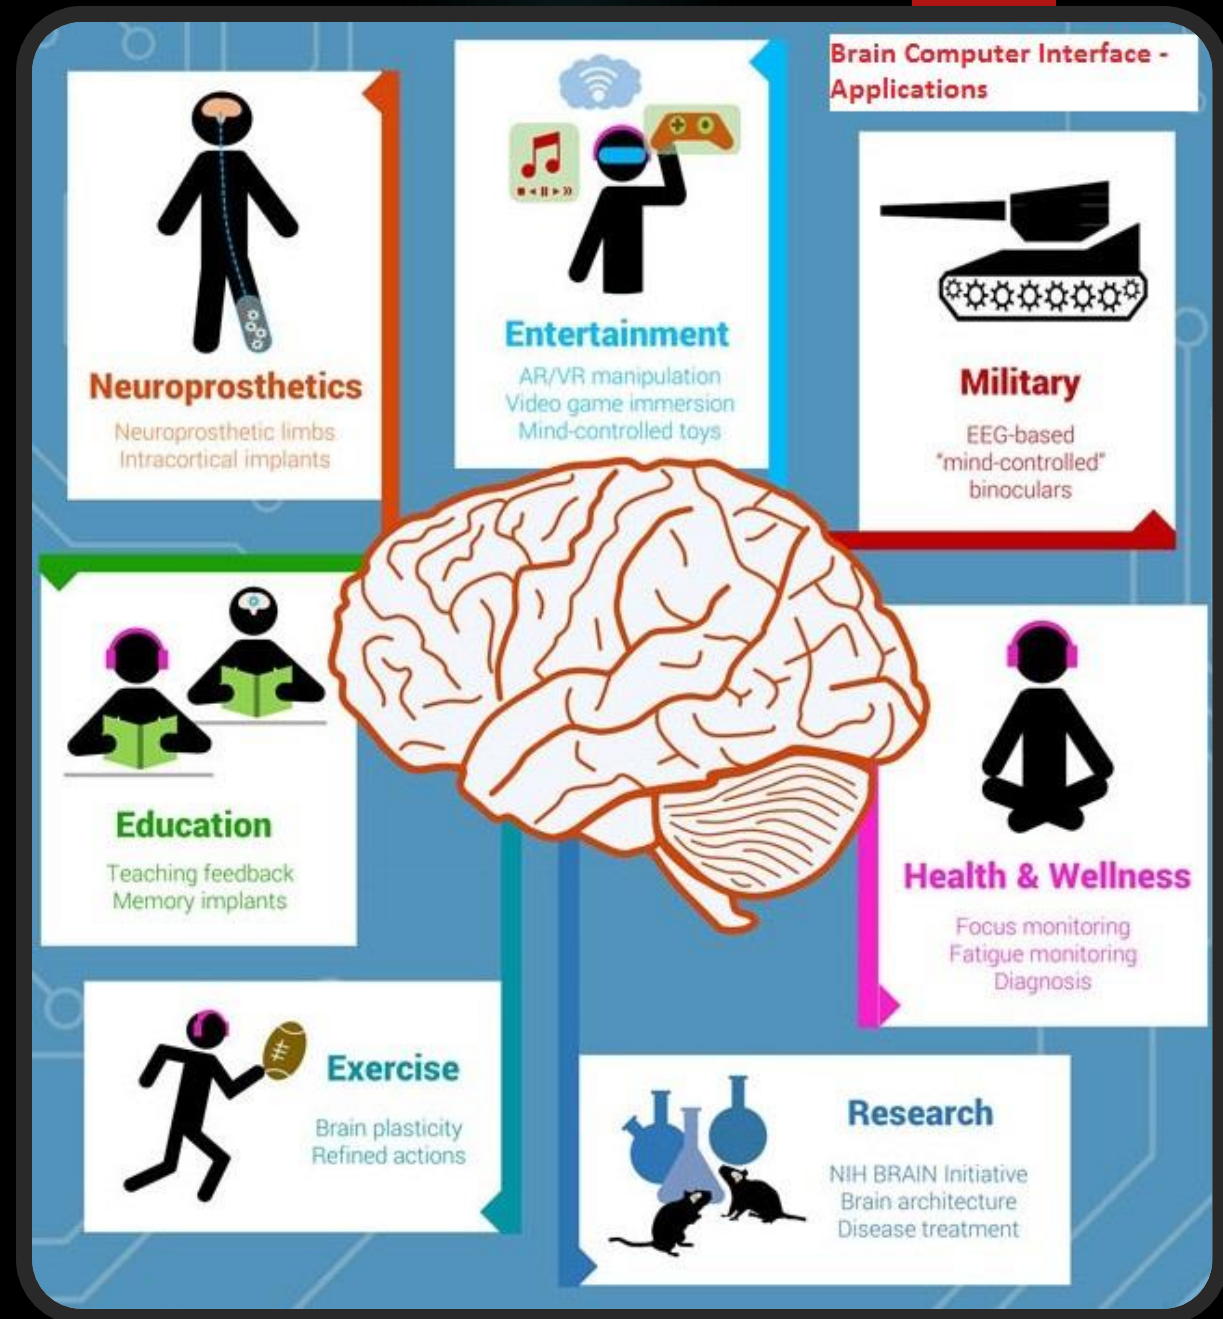 Brain Computer Interface -
Applications
Neuroprosthetics
Neuroprosthetic limbs
Intracortical implants
Entertainment
AR/VR manipulation
Video game immersion
Mind-controlled toys
Military
EEG-based
"mind-controlled"
binoculars
Education
Teaching feedback
Memory implants
Health & Wellness
Focus monitoring
Fatigue monitoring
Diagnosis
Exercise
Brain plasticity
Refined actions
Research
NIH BRAIN Initiative
Brain architecture
Disease treatment